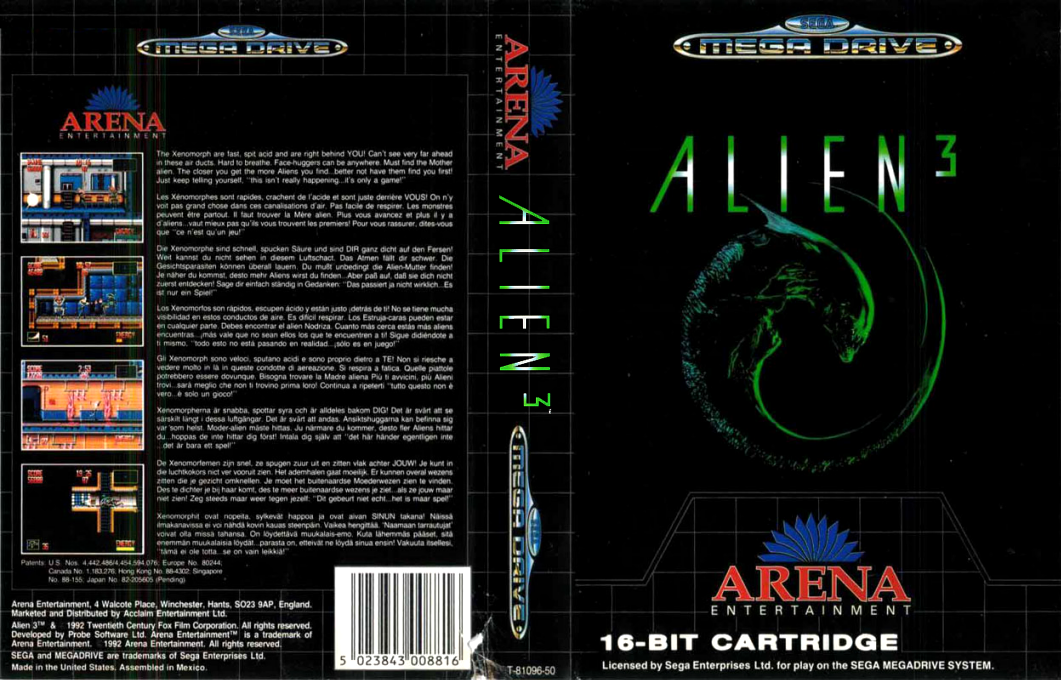 SEGA
MEGA DRIVE
ARENA
ENTERTAINMENT
The Xenomorph are fast, spit acid and are right behind YOU! Can't see very far ahead
in these air ducts. Hard to breathe. Face-huggers can be anywhere. Must find the Mother
alien. The closer you get the more Aliens you find...better not have them find you first!
Just keep telling yourself, "this isn't really happening...it's only a game!"
Les Xénomorphes sont rapides, crachent de l'acide et sont juste derrère VOUS! On n'y
voit pas grand chose dans ces canalisations d'air. Pas facile de respirer. Les monstres
peuvent être partout. Il faut trouver la Mère alien. Plus vous avancez et plus il y a
d'aliens...vaut mieux pas qu'ils vous trouvent les premiers! Pour vous rassurer, dites-vous
que "ce n'est qu'un jeu!"
Die Xenomorphe sind schnell, spucken Säure und sind DIR ganz dicht auf den Fersen!
Weit kannst du nicht sehen in diesem Luftschact. Das Atmen fällt dir schwer. Die
Gesichtsparasiten können überall lauern. Du mußt unbedingt die Alien-Mutter finden!
Je näher du kommst, desto mehr Aliens wirst du finden...Aber paß auf, daß sie dich nicht
zuerst entdecken! Sage dir einfach ständig in Gedanken: "Das passiert ja nicht wirklich...Es
ist nur ein Spiel!"
Los Xenomorfos son rápidos, escupen ácido y están justo ¡detrás de ti! No se tiene mucha
visibilidad en estos conductos de aire. Es difícil respirar. Los Estruja-caras pueden estar
en cualquier parte. Debes encontrar el alien Nodriza. Cuanto más cerca estás más aliens
encuentras...¡más vale que no sean ellos los que te encuentren a ti! Sigue didiéndote a
ti mismo, "todo esto no está pasando en realidad...¡sólo es en juego!"
Gli Xenomorph sono veloci, sputano acidi e sono proprio dietro a TE! Non si riesche a
vedere molto in là in queste condotte di aereazione. Si respira a fatica. Quelle piattole
potrebbero essere dovunque. Bisogna trovare la Madre aliena Più ti avvicini, più Alieni
trovi...sará meglio che non ti trovino prima loro! Continua a ripeterti "tutto questo non è
vero...è solo un gioco!"
Xenomorpherna är snabba, spottar syra och är alldeles bakom DIG! Det är svårt att se
särskilt långt i dessa luftgångar. Det är svårt att andas. Ansiktshuggarna kan befinna sig
var som helst. Moder-alien måste hittas. Ju närmare du kommer, desto fler Aliens hittar
du...hoppas de inte hittar dig först! Intala dig själv att "det här händer egentligen inte
...det är bara ett spel!"
De Xenomorfemen zijn snel, ze spugen zuur uit en zitten vlak achter JOUW! Je kunt in
de luchtkokors nict ver vooruit zien. Het ademhalen gaat moeilijk. Er kunnen overal wezens
zitten die je gezicht omknellen. Je moet het buitenaardse Moederwezen zien te vinden.
Des te dichter je bij haar komt, des te meer buitenaardse wezens je ziet...als ze jouw maar
niet zien! Zeg steeds maar weer tegen jezelf: "Dit gebeurt niet echt...het is maar spel!"
Xenomorphit ovat nopeita, sylkevät happoa ja ovat aivan SINUN takana! Näissä
ilmakanavissa ei voi nähdä kovin kauas steenpäin. Vaikea hengittää. "Naamaan tarrautujat"
voivat olla missä tahansa. On löydettävä muukalais-emo. Kuta lähemmäs pääset, sitä
enemmän muukalaisia löydät...parasta on, etteivät ne löydä sinua ensin! Vakuuta itsellesi,
"tämä ei ole totta...se on vain leikkiä!"
Patents: U.S. Nos. 4,442,486/4,454,594,076; Europe No. 80244;
Canada No. 1,183,276; Hong Kong No. 88-4302; Singapore
No. 88-155; Japan No. 82-205605 (Pending)
Arena Entertainment, 4 Walcote Place, Winchester, Hants, SO23 9AP, England.
Marketed and Distributed by Acclaim Entertainment Ltd.
Alien 3™ & 1992 Twentieth Century Fox Film Corporation. All rights reserved.
Developed by Probe Software Ltd. Arena Entertainment™ is a trademark of
Arena Entertainment. 1992 Arena Entertainment. All rights reserved.
SEGA and MEGADRIVE are trademarks of Sega Enterprises Ltd.
Made in the United States, Assembled in Mexico.
5 023843 008816
ARENA
ENTERTAINMENT
ALIEN 3™
SEGA
MEGA DRIVE
T-81096-50
SEGA
MEGA DRIVE
ALIEN 3
ARENA
ENTERTAINMENT
16-BIT CARTRIDGE
Licensed by Sega Enterprises Ltd. for play on the SEGA MEGADRIVE SYSTEM.